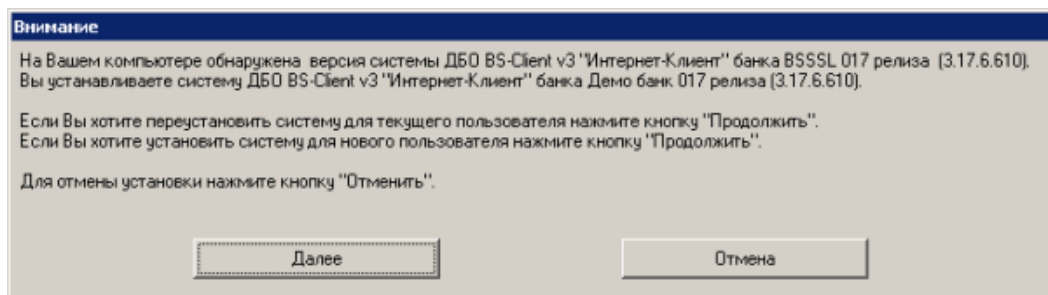 Внимание
На Вашем компьютере обнаружена версия системы ДБО BS-Client v3 "Интернет-Клиент" банка BSSSL 017 релиза (3.17.6.610).
Вы устанавливаете систему ДБО BS-Client v3 "Интернет-Клиент" банка Демо банк 017 релиза (3.17.6.610).
Если Вы хотите переустановить систему для текущего пользователя нажмите кнопку "Продолжить".
Если Вы хотите установить систему для нового пользователя нажмите кнопку "Продолжить".
Для отмены установки нажмите кнопку "Отменить".
Далее Отмена